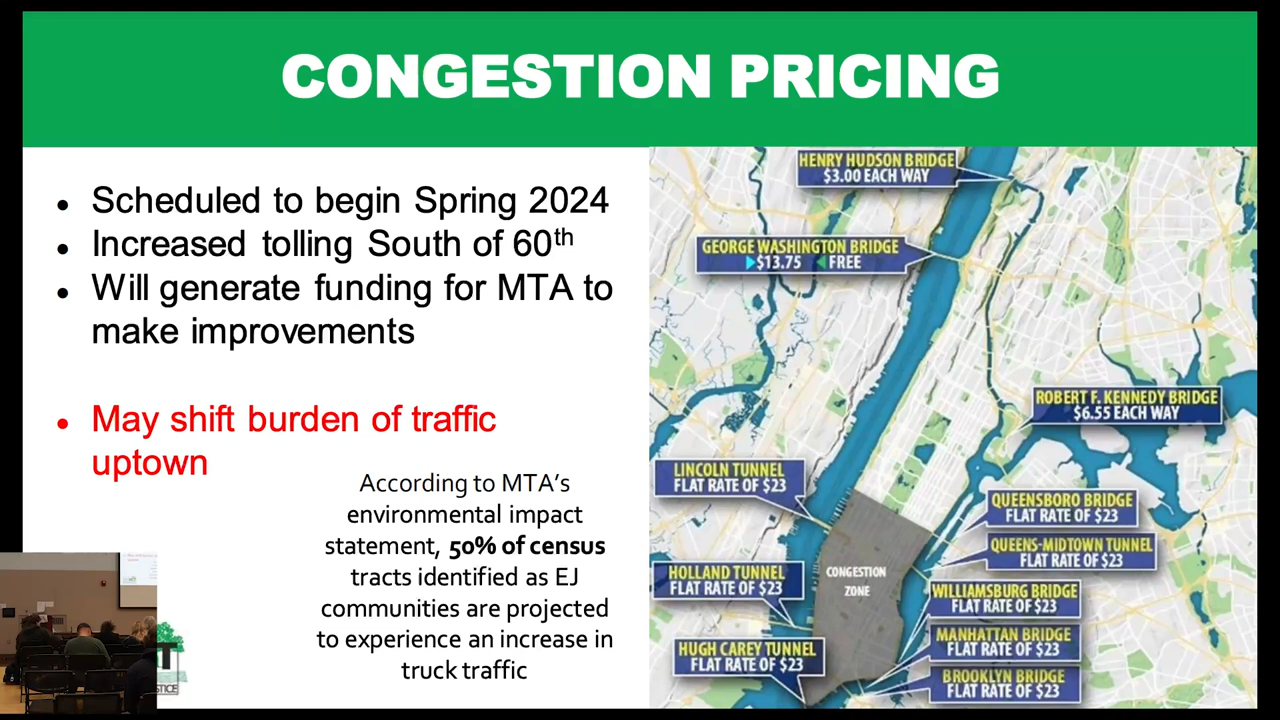 CONGESTION PRICING
• Scheduled to begin Spring 2024
• Increased tolling South of 60th
• Will generate funding for MTA to
make improvements
• May shift burden of traffic
uptown
According to MTA’s
environmental impact
statement, 50% of census
tracts identified as EJ
communities are projected
to experience an increase in
truck traffic
HENRY HUDSON BRIDGE
$3.00 EACH WAY
GEORGE WASHINGTON BRIDGE
$13.75 FREE
ROBERT F. KENNEDY BRIDGE
$6.55 EACH WAY
LINCOLN TUNNEL
FLAT RATE OF $23
QUEENSBORO BRIDGE
FLAT RATE OF $23
QUEENS-MIDTOWN TUNNEL
FLAT RATE OF $23
HOLLAND TUNNEL
FLAT RATE OF $23
CONGESTION
ZONE
WILLIAMSBURG BRIDGE
FLAT RATE OF $23
MANHATTAN BRIDGE
FLAT RATE OF $23
HUGH CAREY TUNNEL
FLAT RATE OF $23
BROOKLYN BRIDGE
FLAT RATE OF $23